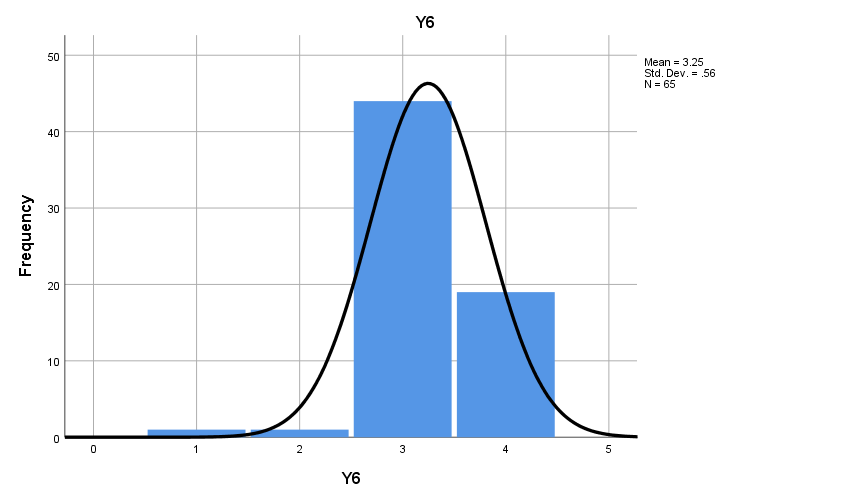 Y6
Mean = 3.25
Std. Dev. = .56
N = 65
50
40
30
20
10
0
Frequency
0 1 2 3 4 5
Y6